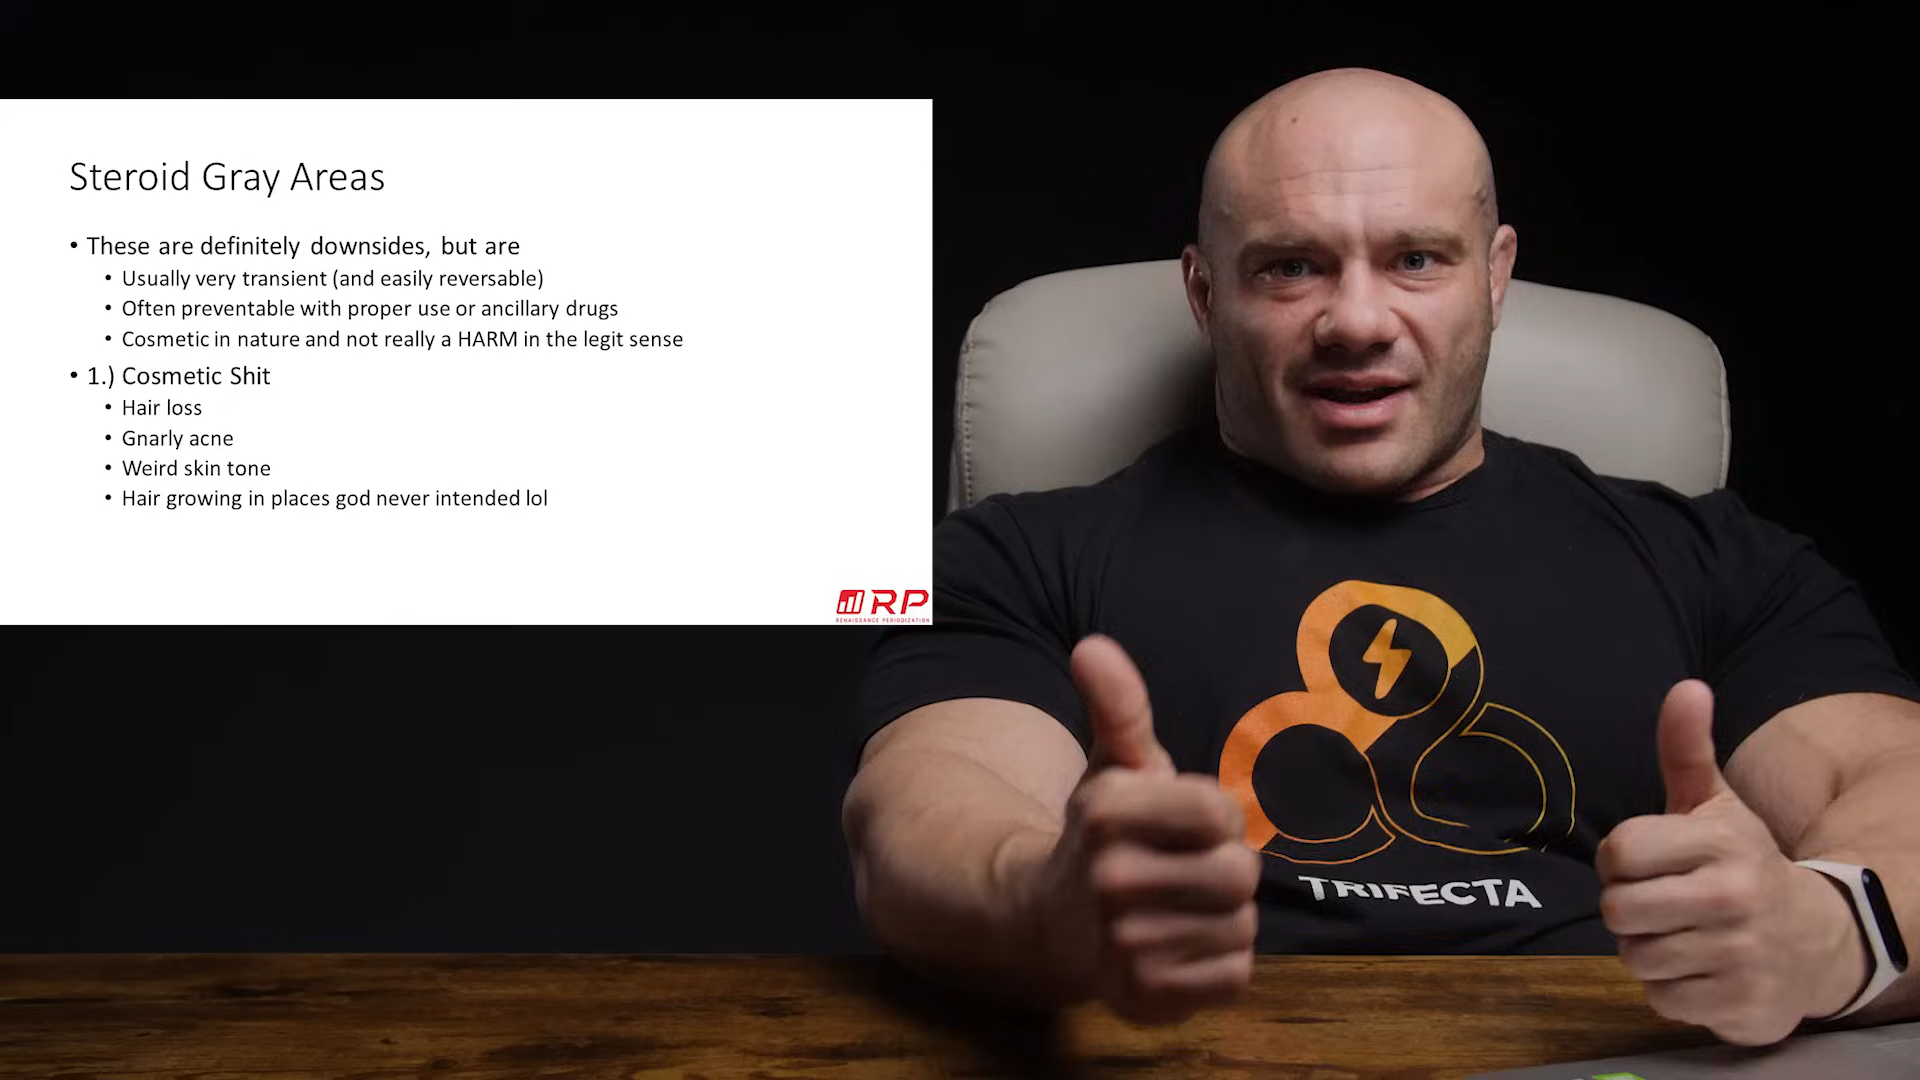 Steroid Gray Areas
• These are definitely downsides, but are
• Usually very transient (and easily reversable)
• Often preventable with proper use or ancillary drugs
• Cosmetic in nature and not really a HARM in the legit sense
• 1.) Cosmetic Shit
• Hair loss
• Gnarly acne
• Weird skin tone
• Hair growing in places god never intended lol
RP
RENAISSANCE PERIODIZATION
TRIFECTA